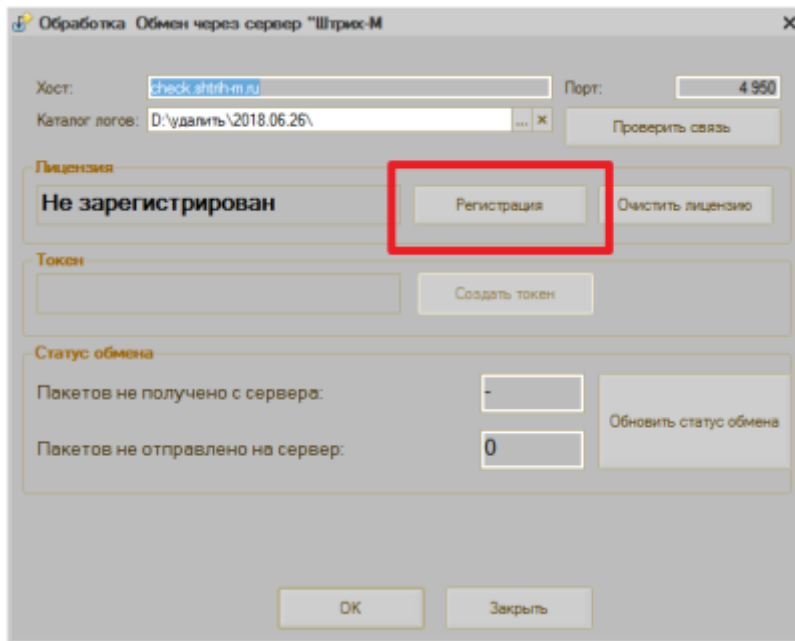 Обработка Обмен через сервер "Штрих-М
Хост: check.shtrih-m.ru Порт: 4 950
Каталог логов: D:\удалить\2018.06.26\ ... × Проверить связь
Лицензия
Не зарегистрирован Регистрация Очистить лицензию
Токен
Создать токен
Статус обмена
Пакетов не получено с сервера: -
Обновить статус обмена
Пакетов не отправлено на сервер: 0
OK Закрыть